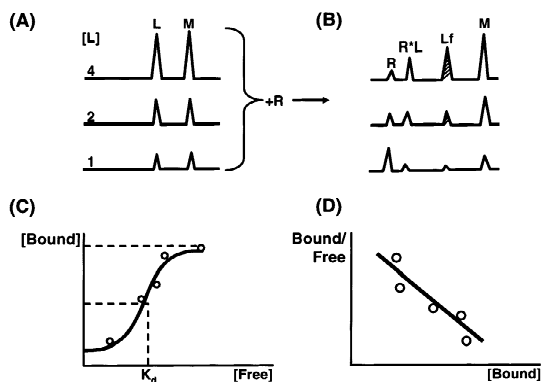 (A)
L M
[L]
4
2
1
+R
(B)
R R*L Lf M
(C)
[Bound]
Kd
[Free]
(D)
Bound/
Free
[Bound]